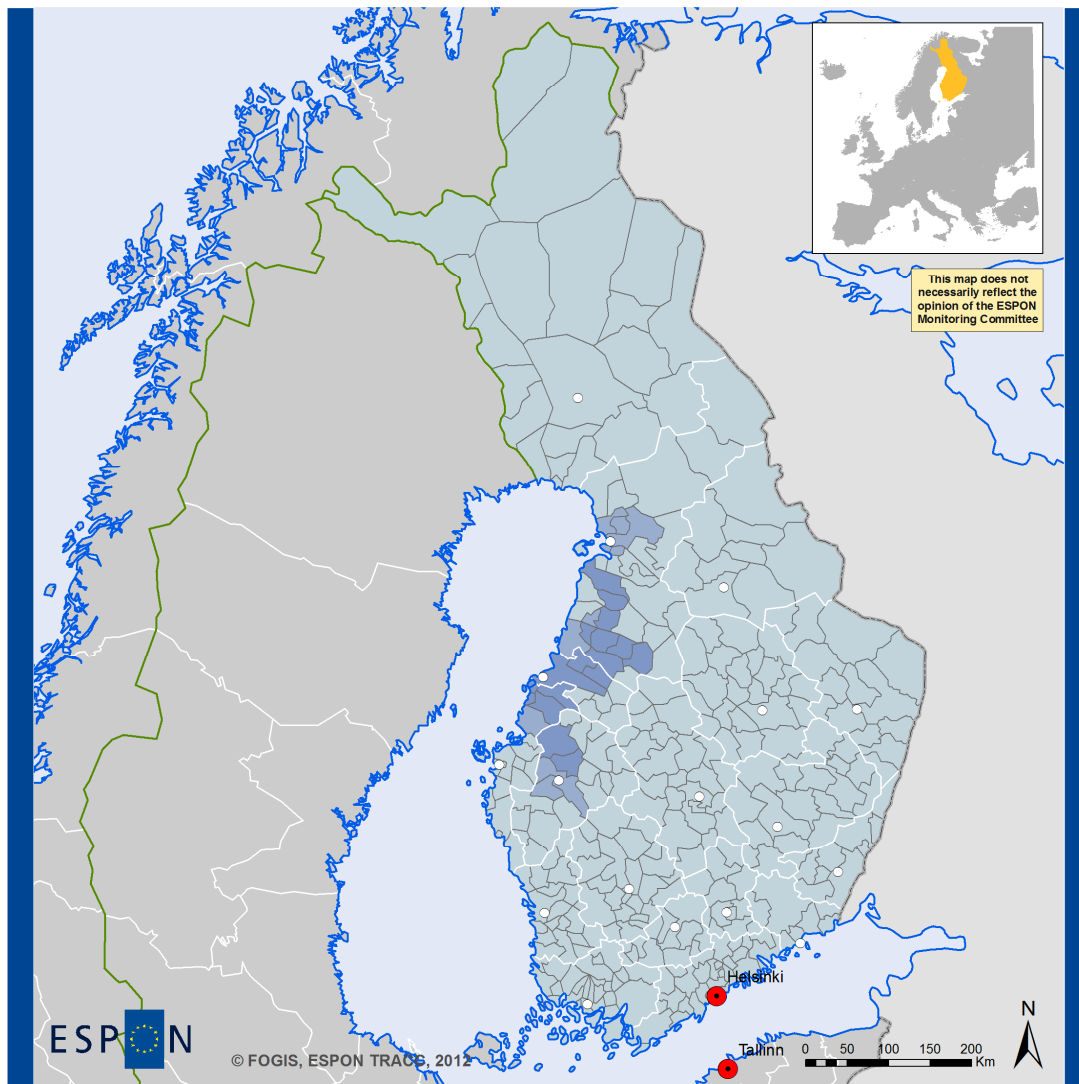 This map does not
necessarily reflect the
opinion of the ESPON
Monitoring Committee
Helsinki
Tallinn
N
0 50 100 150 200
Km
ESPON
© FOGIS, ESPON TRACC, 2012